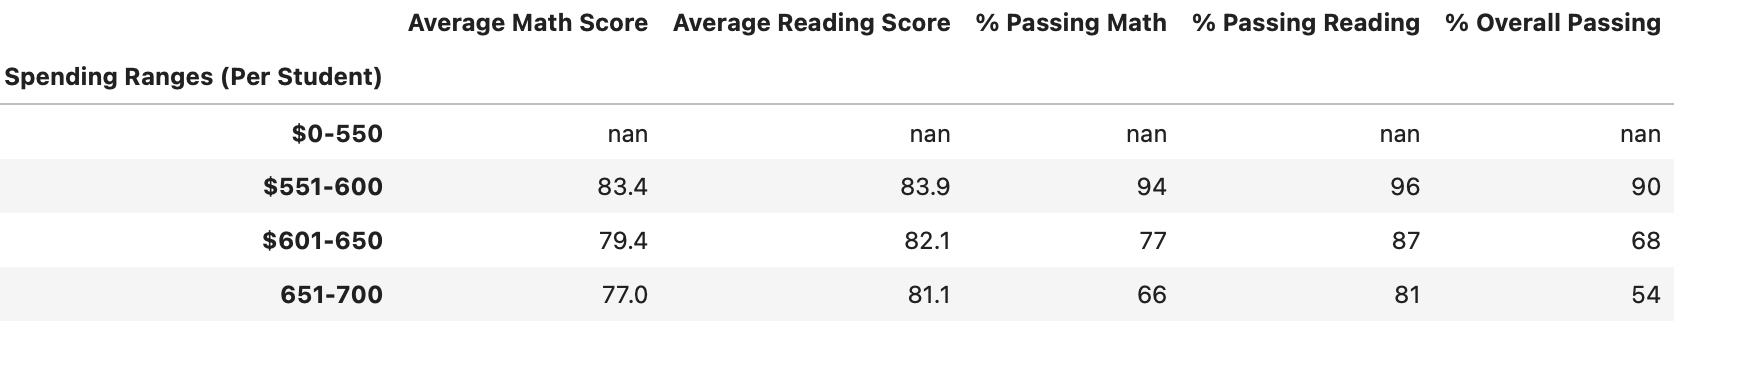 Average Math Score Average Reading Score % Passing Math % Passing Reading % Overall Passing
Spending Ranges (Per Student)
$0-550 nan nan nan nan nan
$551-600 83.4 83.9 94 96 90
$601-650 79.4 82.1 77 87 68
651-700 77.0 81.1 66 81 54